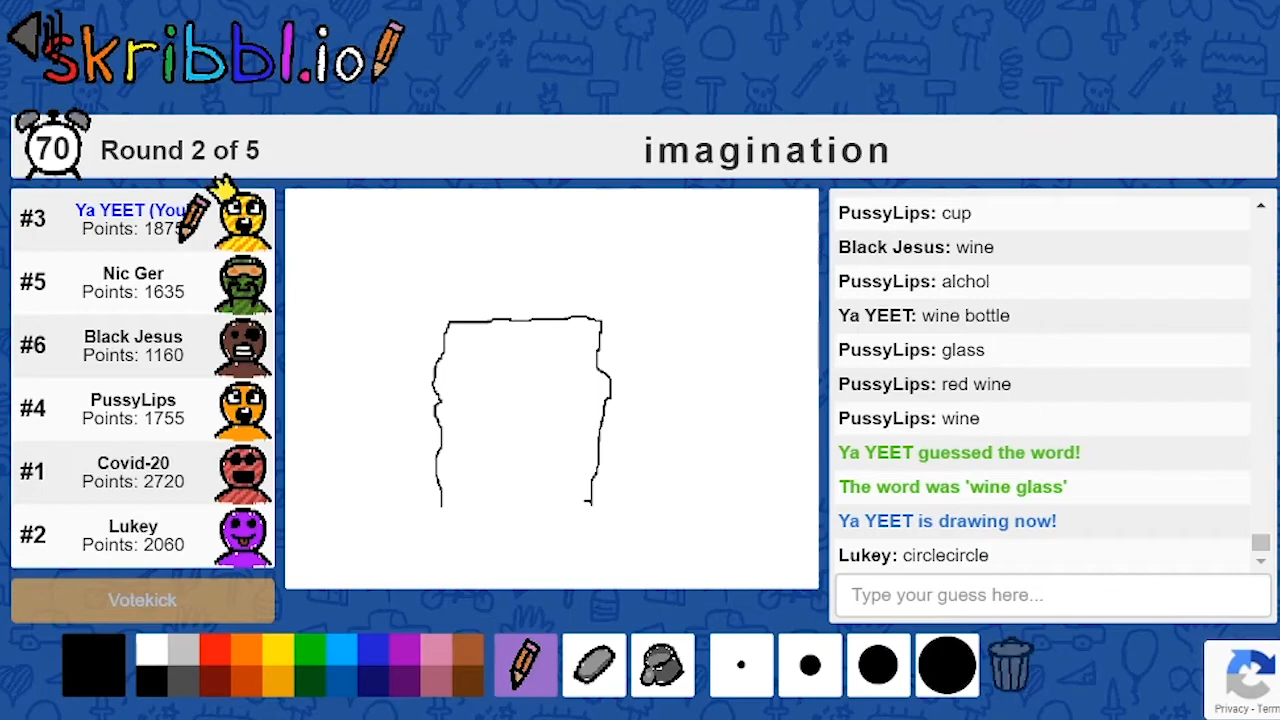 skribbl.io
70
Round 2 of 5
imagination
#3
Ya YEET (You
Points: 1875
#5
Nic Ger
Points: 1635
#6
Black Jesus
Points: 1160
#4
PussyLips
Points: 1755
#1
Covid-20
Points: 2720
#2
Lukey
Points: 2060
Votekick
PussyLips: cup
Black Jesus: wine
PussyLips: alchol
Ya YEET: wine bottle
PussyLips: glass
PussyLips: red wine
PussyLips: wine
Ya YEET guessed the word!
The word was 'wine glass'
Ya YEET is drawing now!
Lukey: circlecircle
Type your guess here...
Privacy - Term